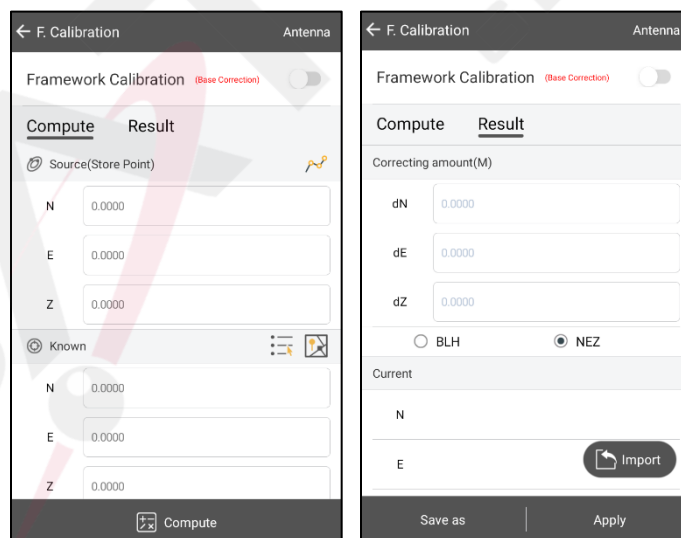 F. Calibration Antenna
Framework Calibration (Base Correction)
Compute Result
Source(Store Point)
N 0.0000
E 0.0000
Z 0.0000
Known
N 0.0000
E 0.0000
Z 0.0000
Compute
F. Calibration Antenna
Framework Calibration (Base Correction)
Compute Result
Correcting amount(M)
dN 0.0000
dE 0.0000
dZ 0.0000
BLH NEZ
Current
N
E
Import
Save as Apply